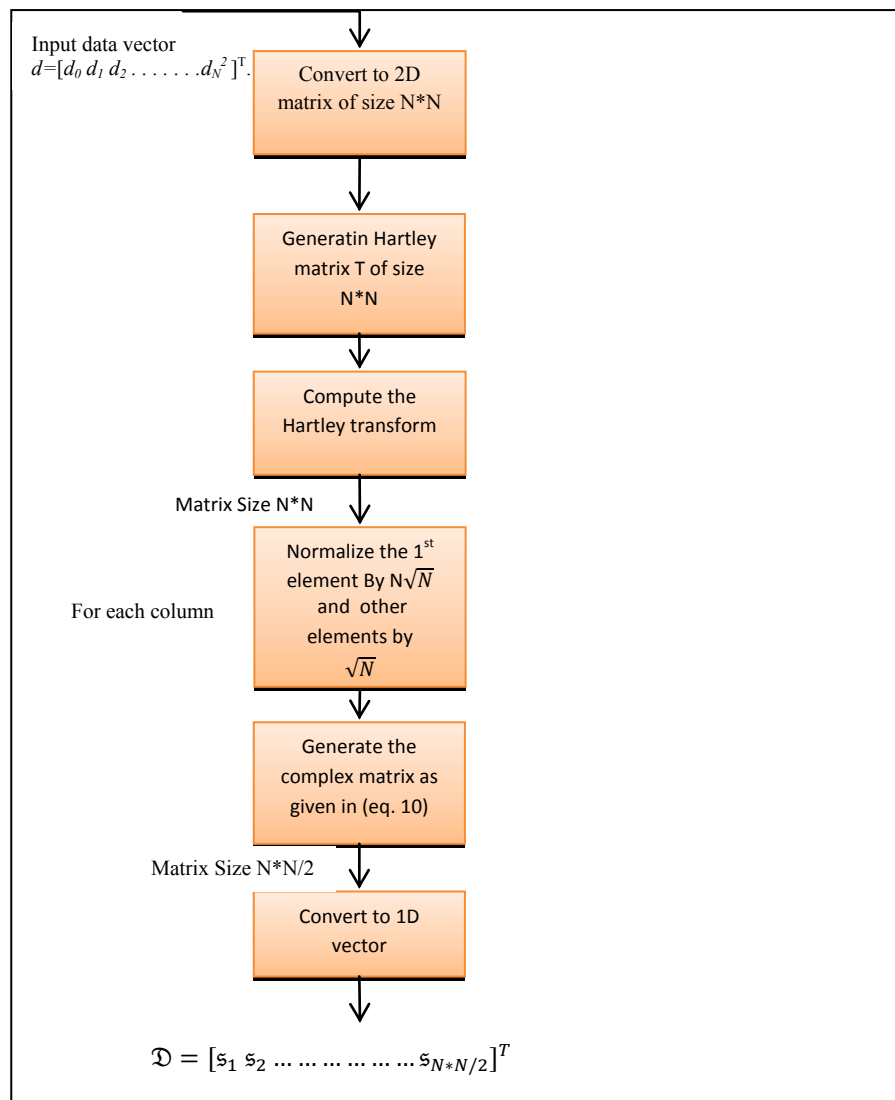 Input data vector
d=[d₀ d₁ d₂ . . . . . . .d_N² ]ᵀ.
Convert to 2D
matrix of size N*N
Generatin Hartley
matrix T of size
N*N
Compute the
Hartley transform
Matrix Size N*N
Normalize the 1ˢᵗ
element By N√N
and other
elements by
√N
For each column
Generate the
complex matrix as
given in (eq. 10)
Matrix Size N*N/2
Convert to 1D
vector
𝔇 = [𝔰₁ 𝔰₂ … … … … … … 𝔰_{N*N/2}]ᵀ